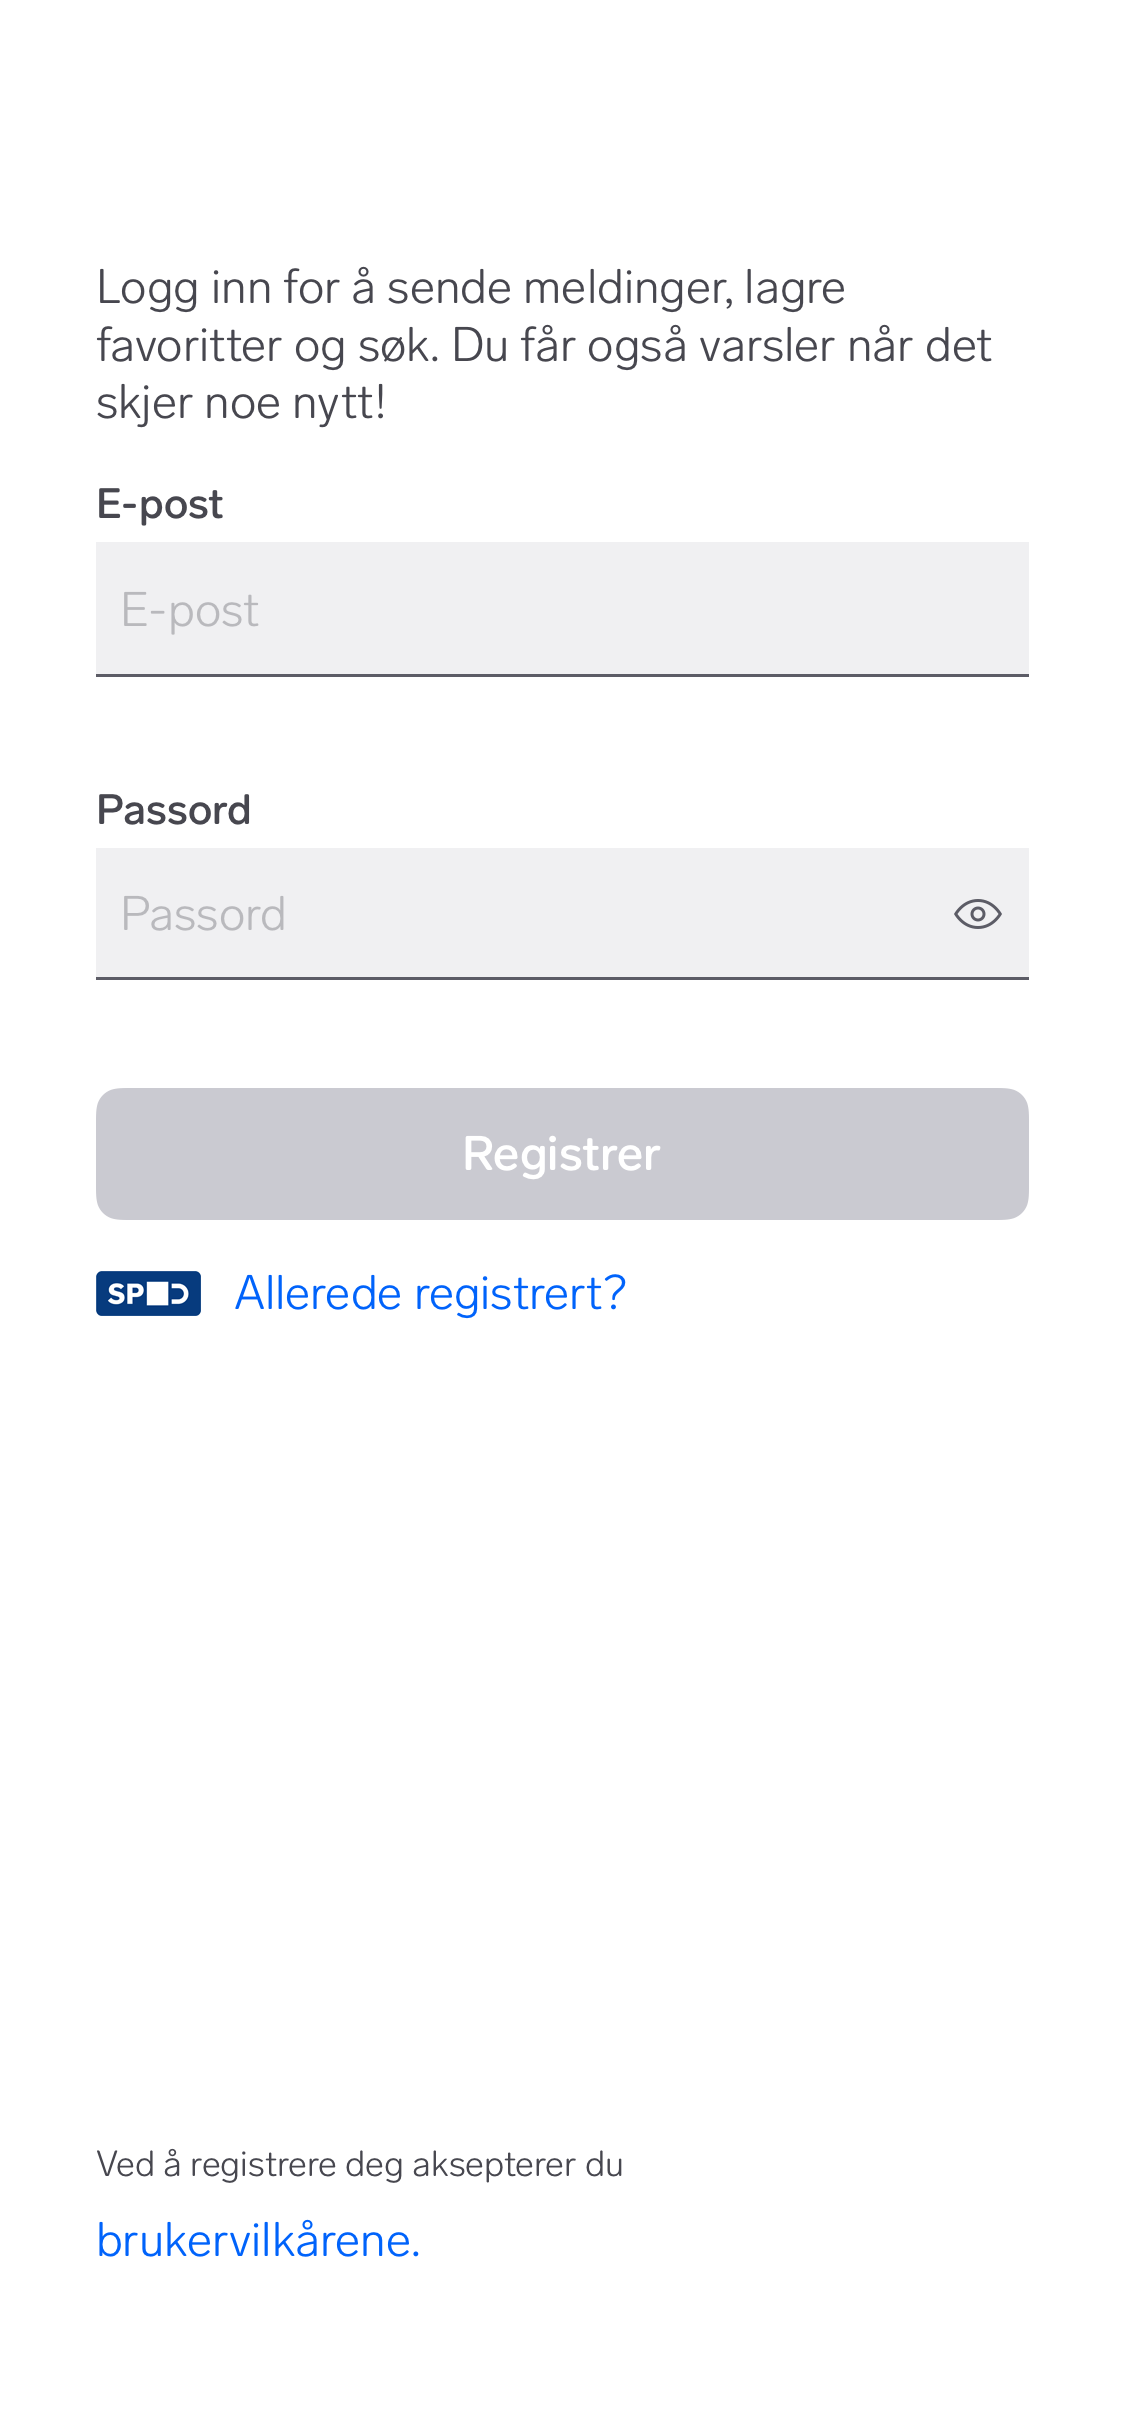 Logg inn for å sende meldinger, lagre
favoritter og søk. Du får også varsler når det
skjer noe nytt!
E-post
E-post
Passord
Passord
Registrer
Allerede registrert?
Ved å registrere deg aksepterer du
brukervilkårene.